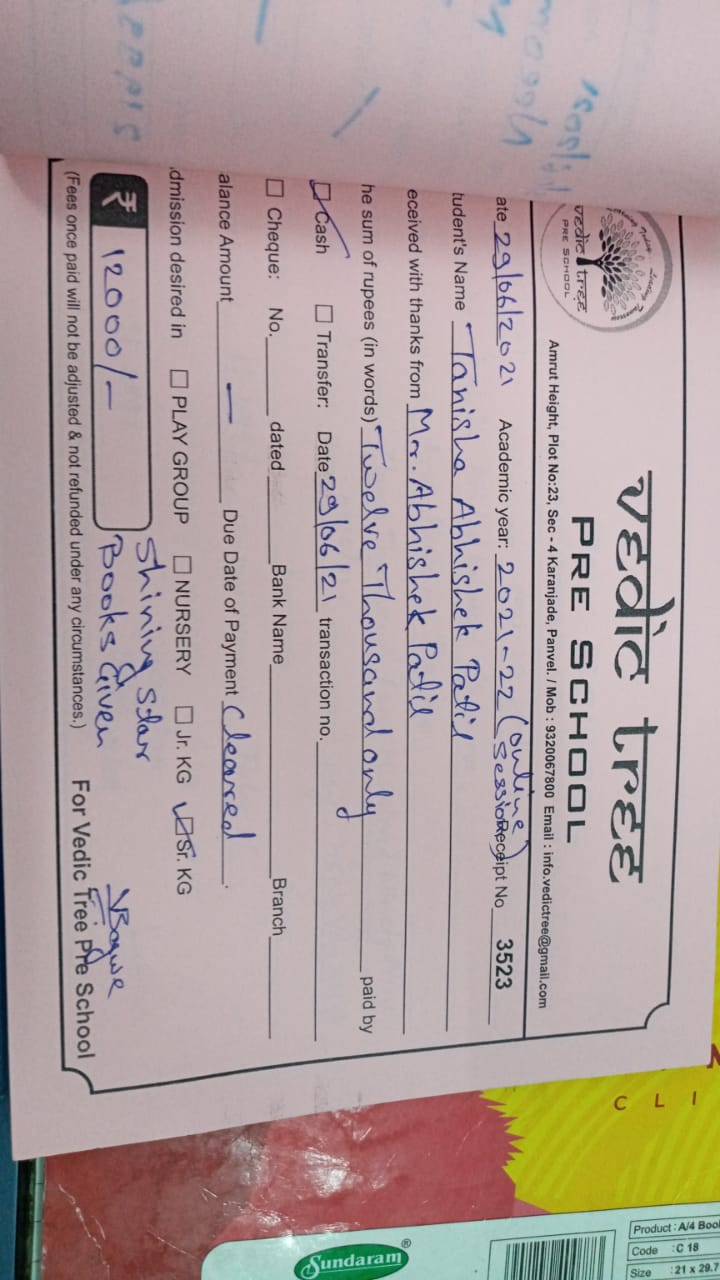 vedic tree
PRE SCHOOL
vedic tree
PRE SCHOOL
Amrut Height, Plot No:23, Sec - 4 Karanjade, Panvel. / Mob : 9320067800 Email : info.vedictree@gmail.com
ate 29/06/2021 Academic year: 2021-22 (online session) Receipt No 3523
tudent's Name Tanisha Abhishek Patil
eceived with thanks from Mr. Abhishek Patil
he sum of rupees (in words) Twelve Thousand only paid by
Cash Transfer: Date 29/06/21 transaction no.
Cheque: No. dated Bank Name Branch
alance Amount — Due Date of Payment Cleared.
dmission desired in PLAY GROUP NURSERY Jr. KG Sr. KG
₹ 12000/-
Shining star
Books Given
(Fees once paid will not be adjusted & not refunded under any circumstances.)
For Vedic Tree Pre School
CLI
Sundaram®
Product : A/4 Boo
Code : C 18
Size : 21 x 29.7